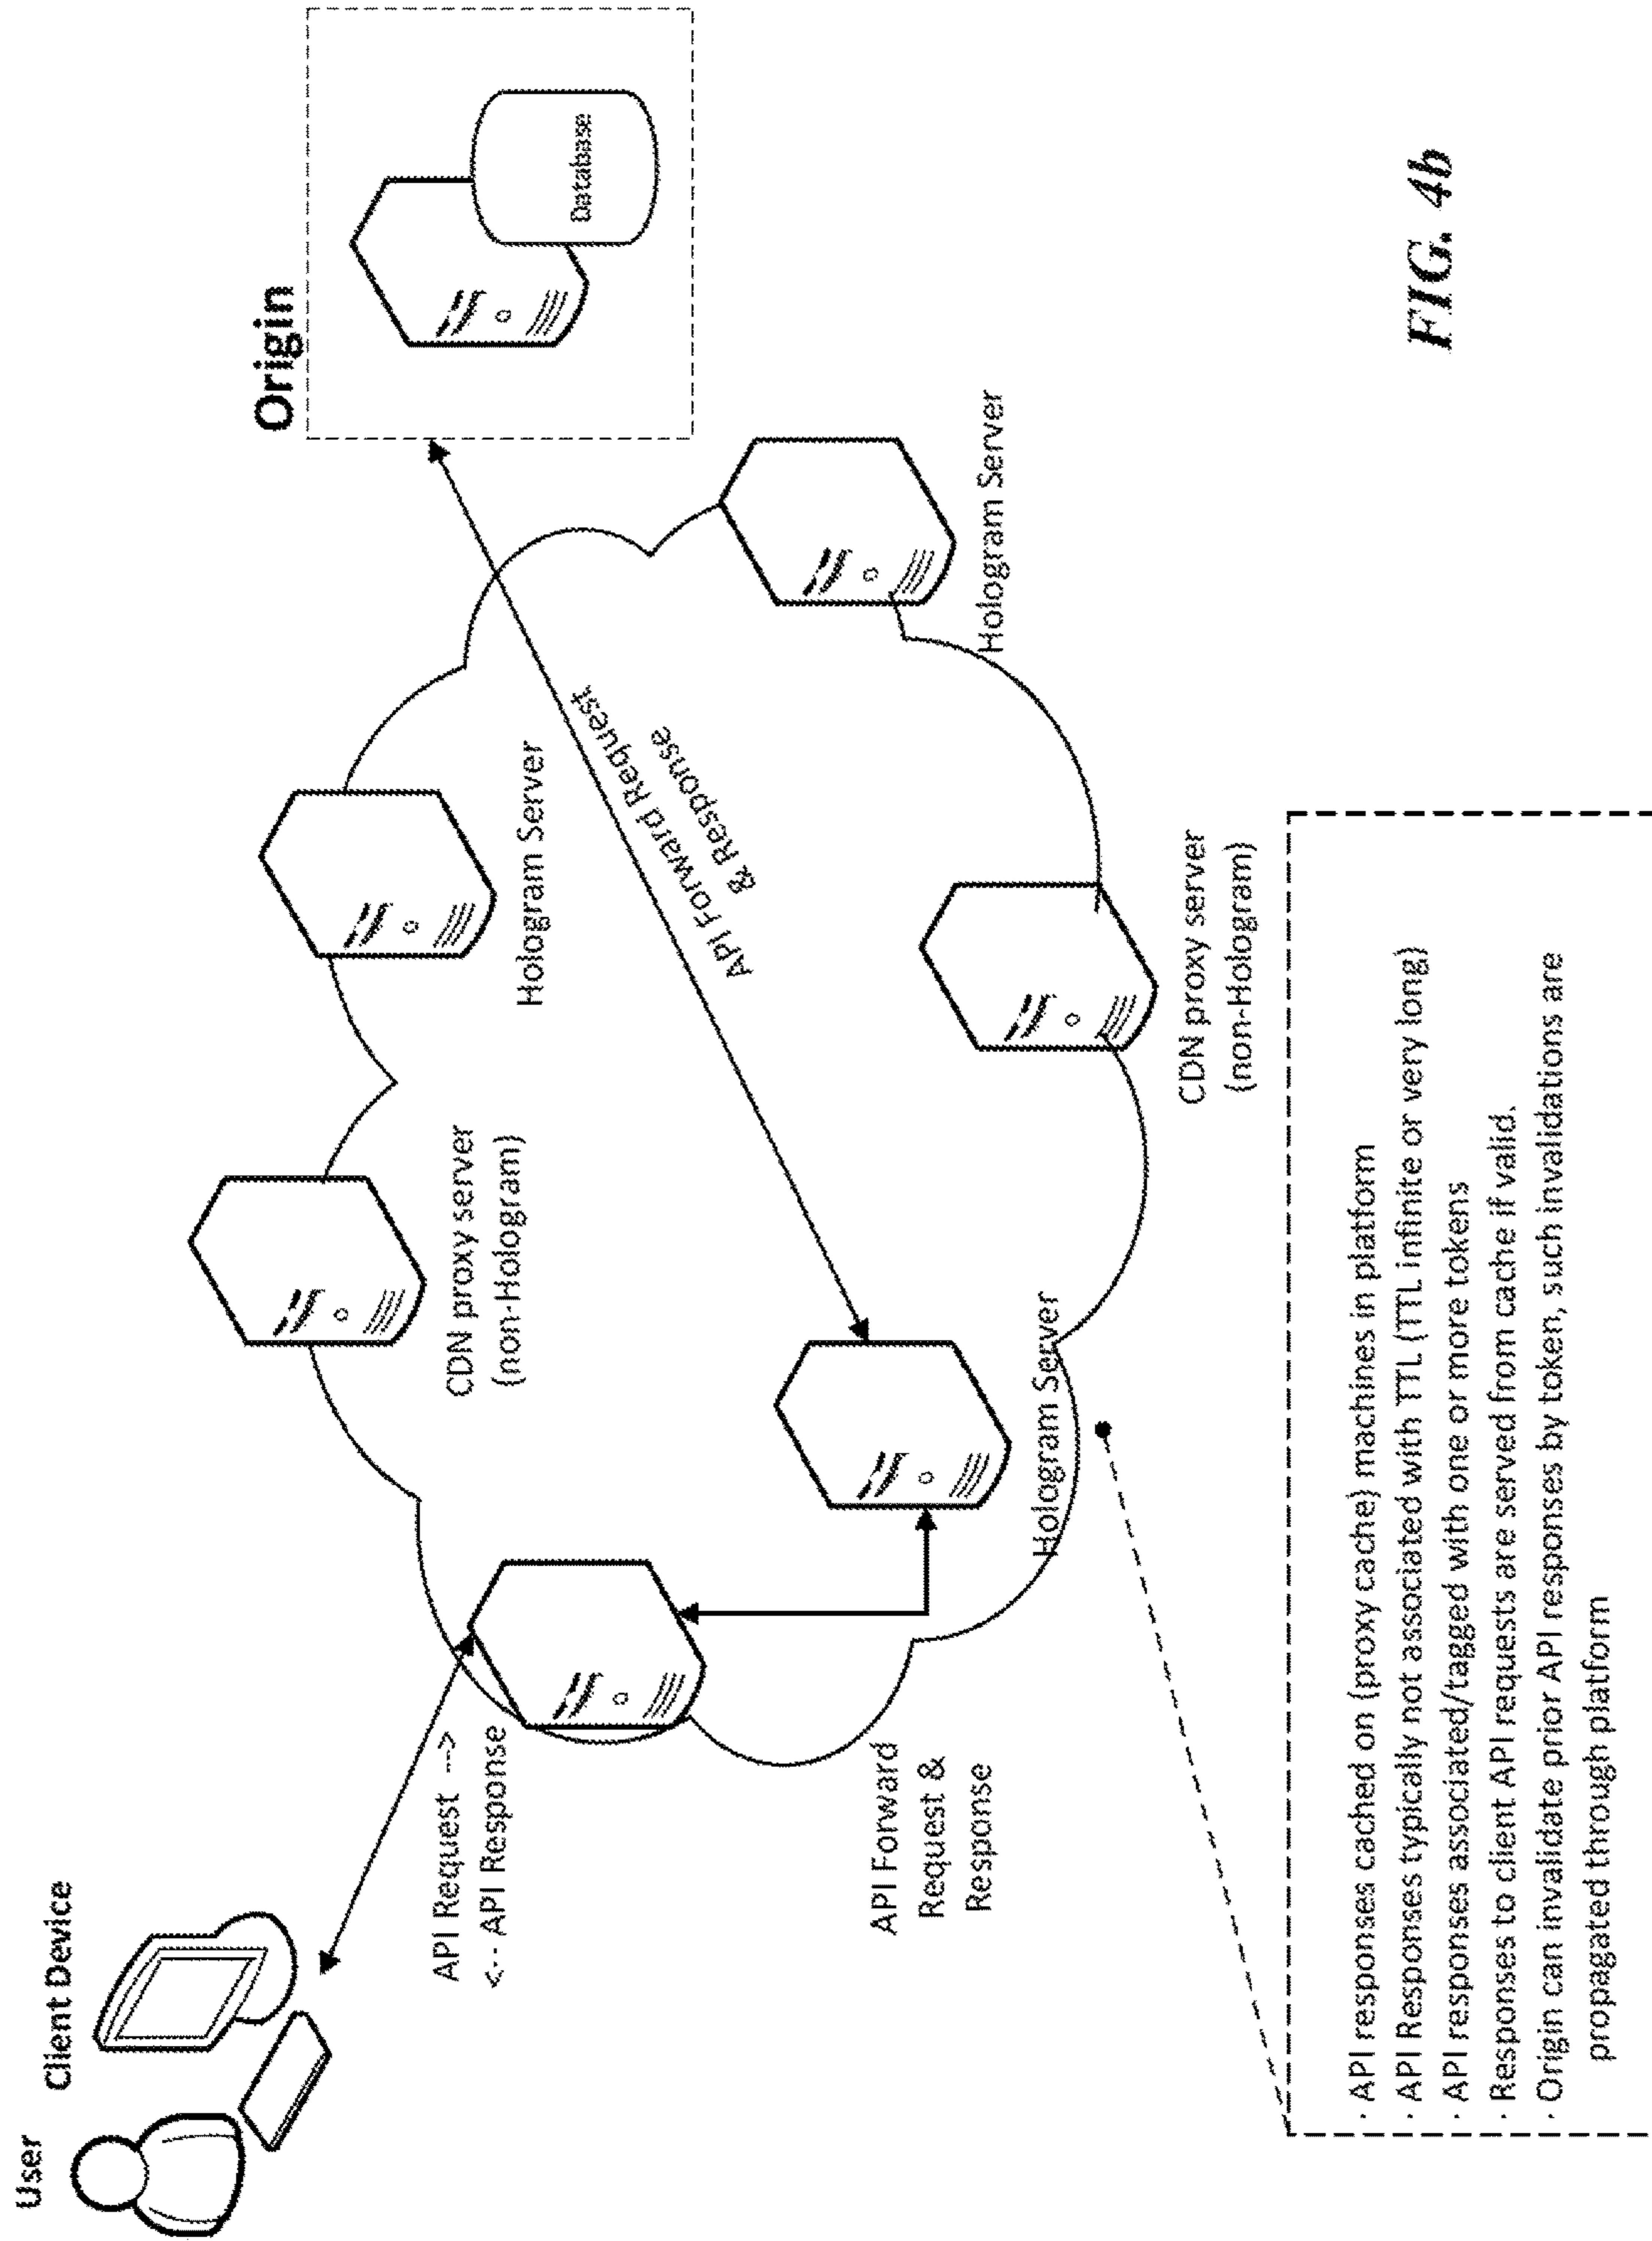 User
Client Device
Origin
Database
API Request -->
<-- API Response
CDN proxy server
(non-Hologram)
Hologram Server
API Forward Request
& Response
Hologram Server
API Forward
Request &
Response
Hologram Server
CDN proxy server
(non-Hologram)
· API responses cached on (proxy cache) machines in platform
· API Responses typically not associated with TTL (TTL infinite or very long)
· API responses associated/tagged with one or more tokens
· Responses to client API requests are served from cache if valid.
· Origin can invalidate prior API responses by token, such invalidations are
propagated through platform
FIG. 4b